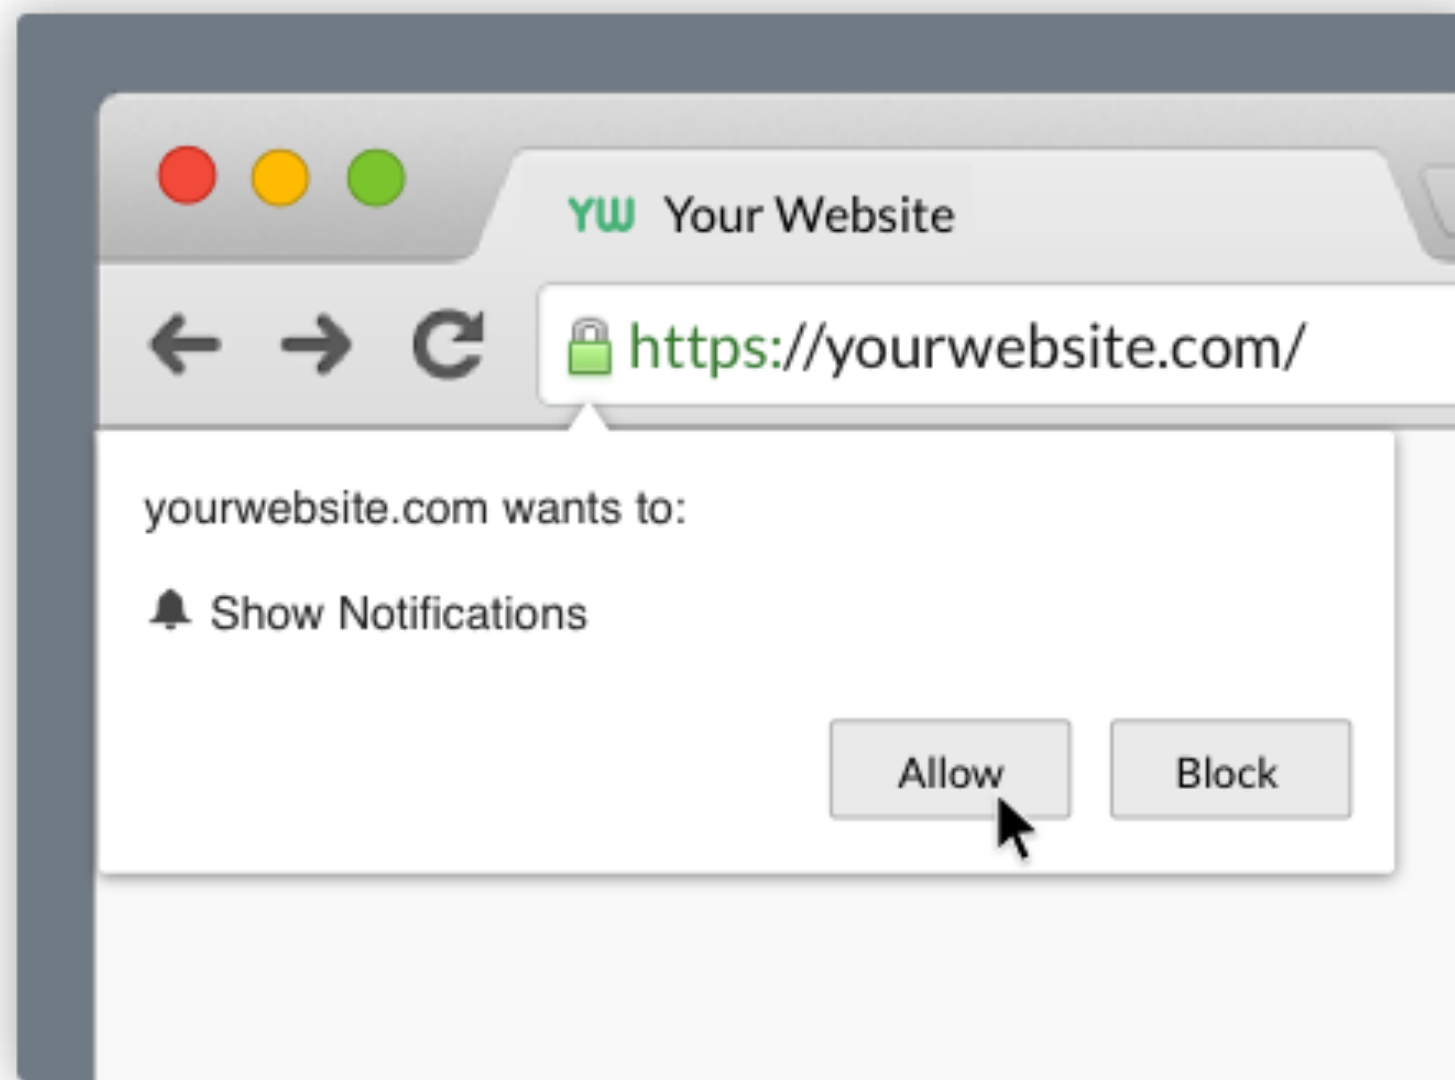 YW Your Website
https://yourwebsite.com/
yourwebsite.com wants to:
Show Notifications
Allow Block